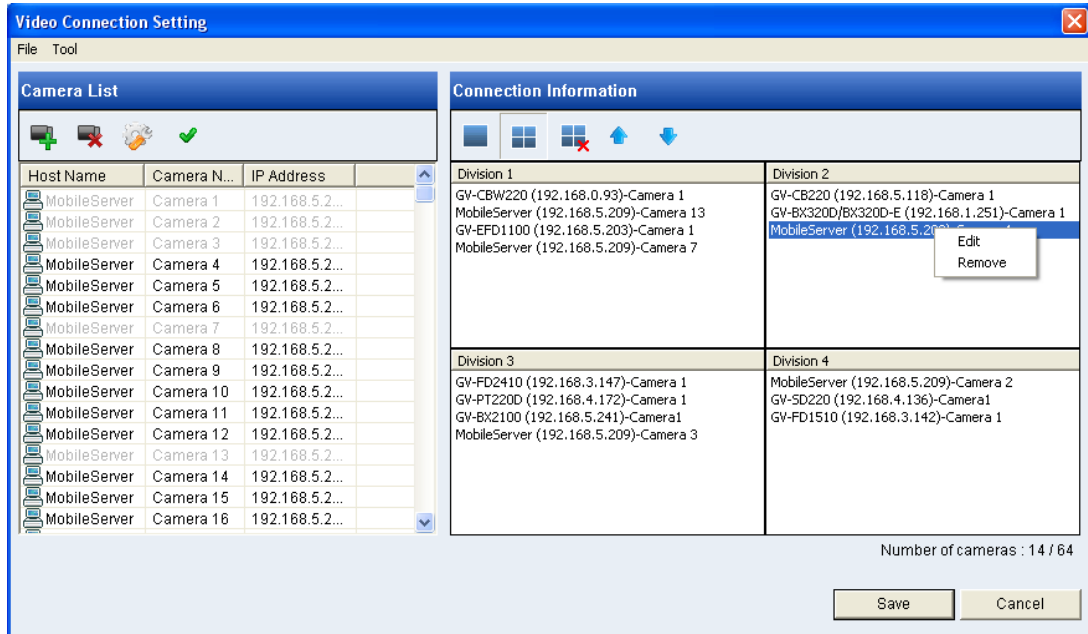 Video Connection Setting
File Tool
Camera List
Host Name Camera N... IP Address
MobileServer Camera 1 192.168.5.2...
MobileServer Camera 2 192.168.5.2...
MobileServer Camera 3 192.168.5.2...
MobileServer Camera 4 192.168.5.2...
MobileServer Camera 5 192.168.5.2...
MobileServer Camera 6 192.168.5.2...
MobileServer Camera 7 192.168.5.2...
MobileServer Camera 8 192.168.5.2...
MobileServer Camera 9 192.168.5.2...
MobileServer Camera 10 192.168.5.2...
MobileServer Camera 11 192.168.5.2...
MobileServer Camera 12 192.168.5.2...
MobileServer Camera 13 192.168.5.2...
MobileServer Camera 14 192.168.5.2...
MobileServer Camera 15 192.168.5.2...
MobileServer Camera 16 192.168.5.2...
Connection Information
Division 1
GV-CBW220 (192.168.0.93)-Camera 1
MobileServer (192.168.5.209)-Camera 13
GV-EFD1100 (192.168.5.203)-Camera 1
MobileServer (192.168.5.209)-Camera 7
Division 2
GV-CB220 (192.168.5.118)-Camera 1
GV-BX320D/BX320D-E (192.168.1.251)-Camera 1
MobileServer (192.168.5.209)-Camera 1
Edit
Remove
Division 3
GV-FD2410 (192.168.3.147)-Camera 1
GV-PT220D (192.168.4.172)-Camera 1
GV-BX2100 (192.168.5.241)-Camera1
MobileServer (192.168.5.209)-Camera 3
Division 4
MobileServer (192.168.5.209)-Camera 2
GV-SD220 (192.168.4.136)-Camera1
GV-FD1510 (192.168.3.142)-Camera 1
Number of cameras : 14 / 64
Save Cancel